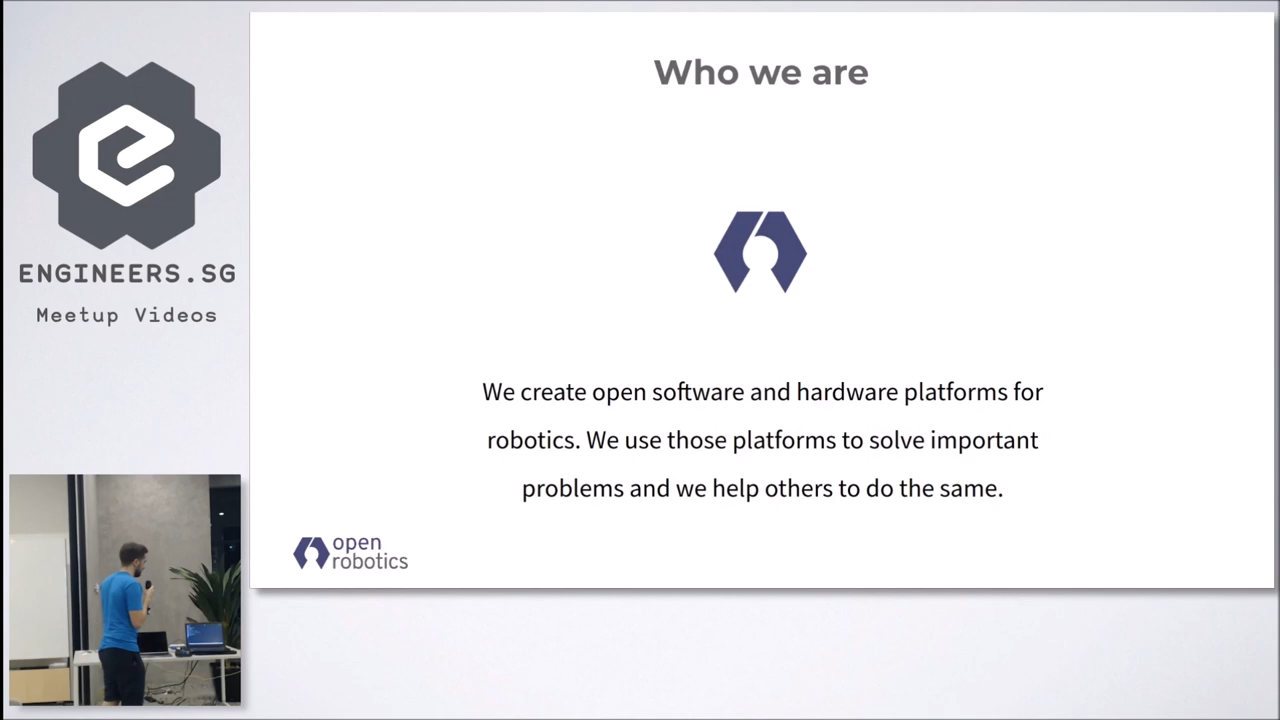 ENGINEERS.SG
Meetup Videos
Who we are
We create open software and hardware platforms for
robotics. We use those platforms to solve important
problems and we help others to do the same.
open
robotics